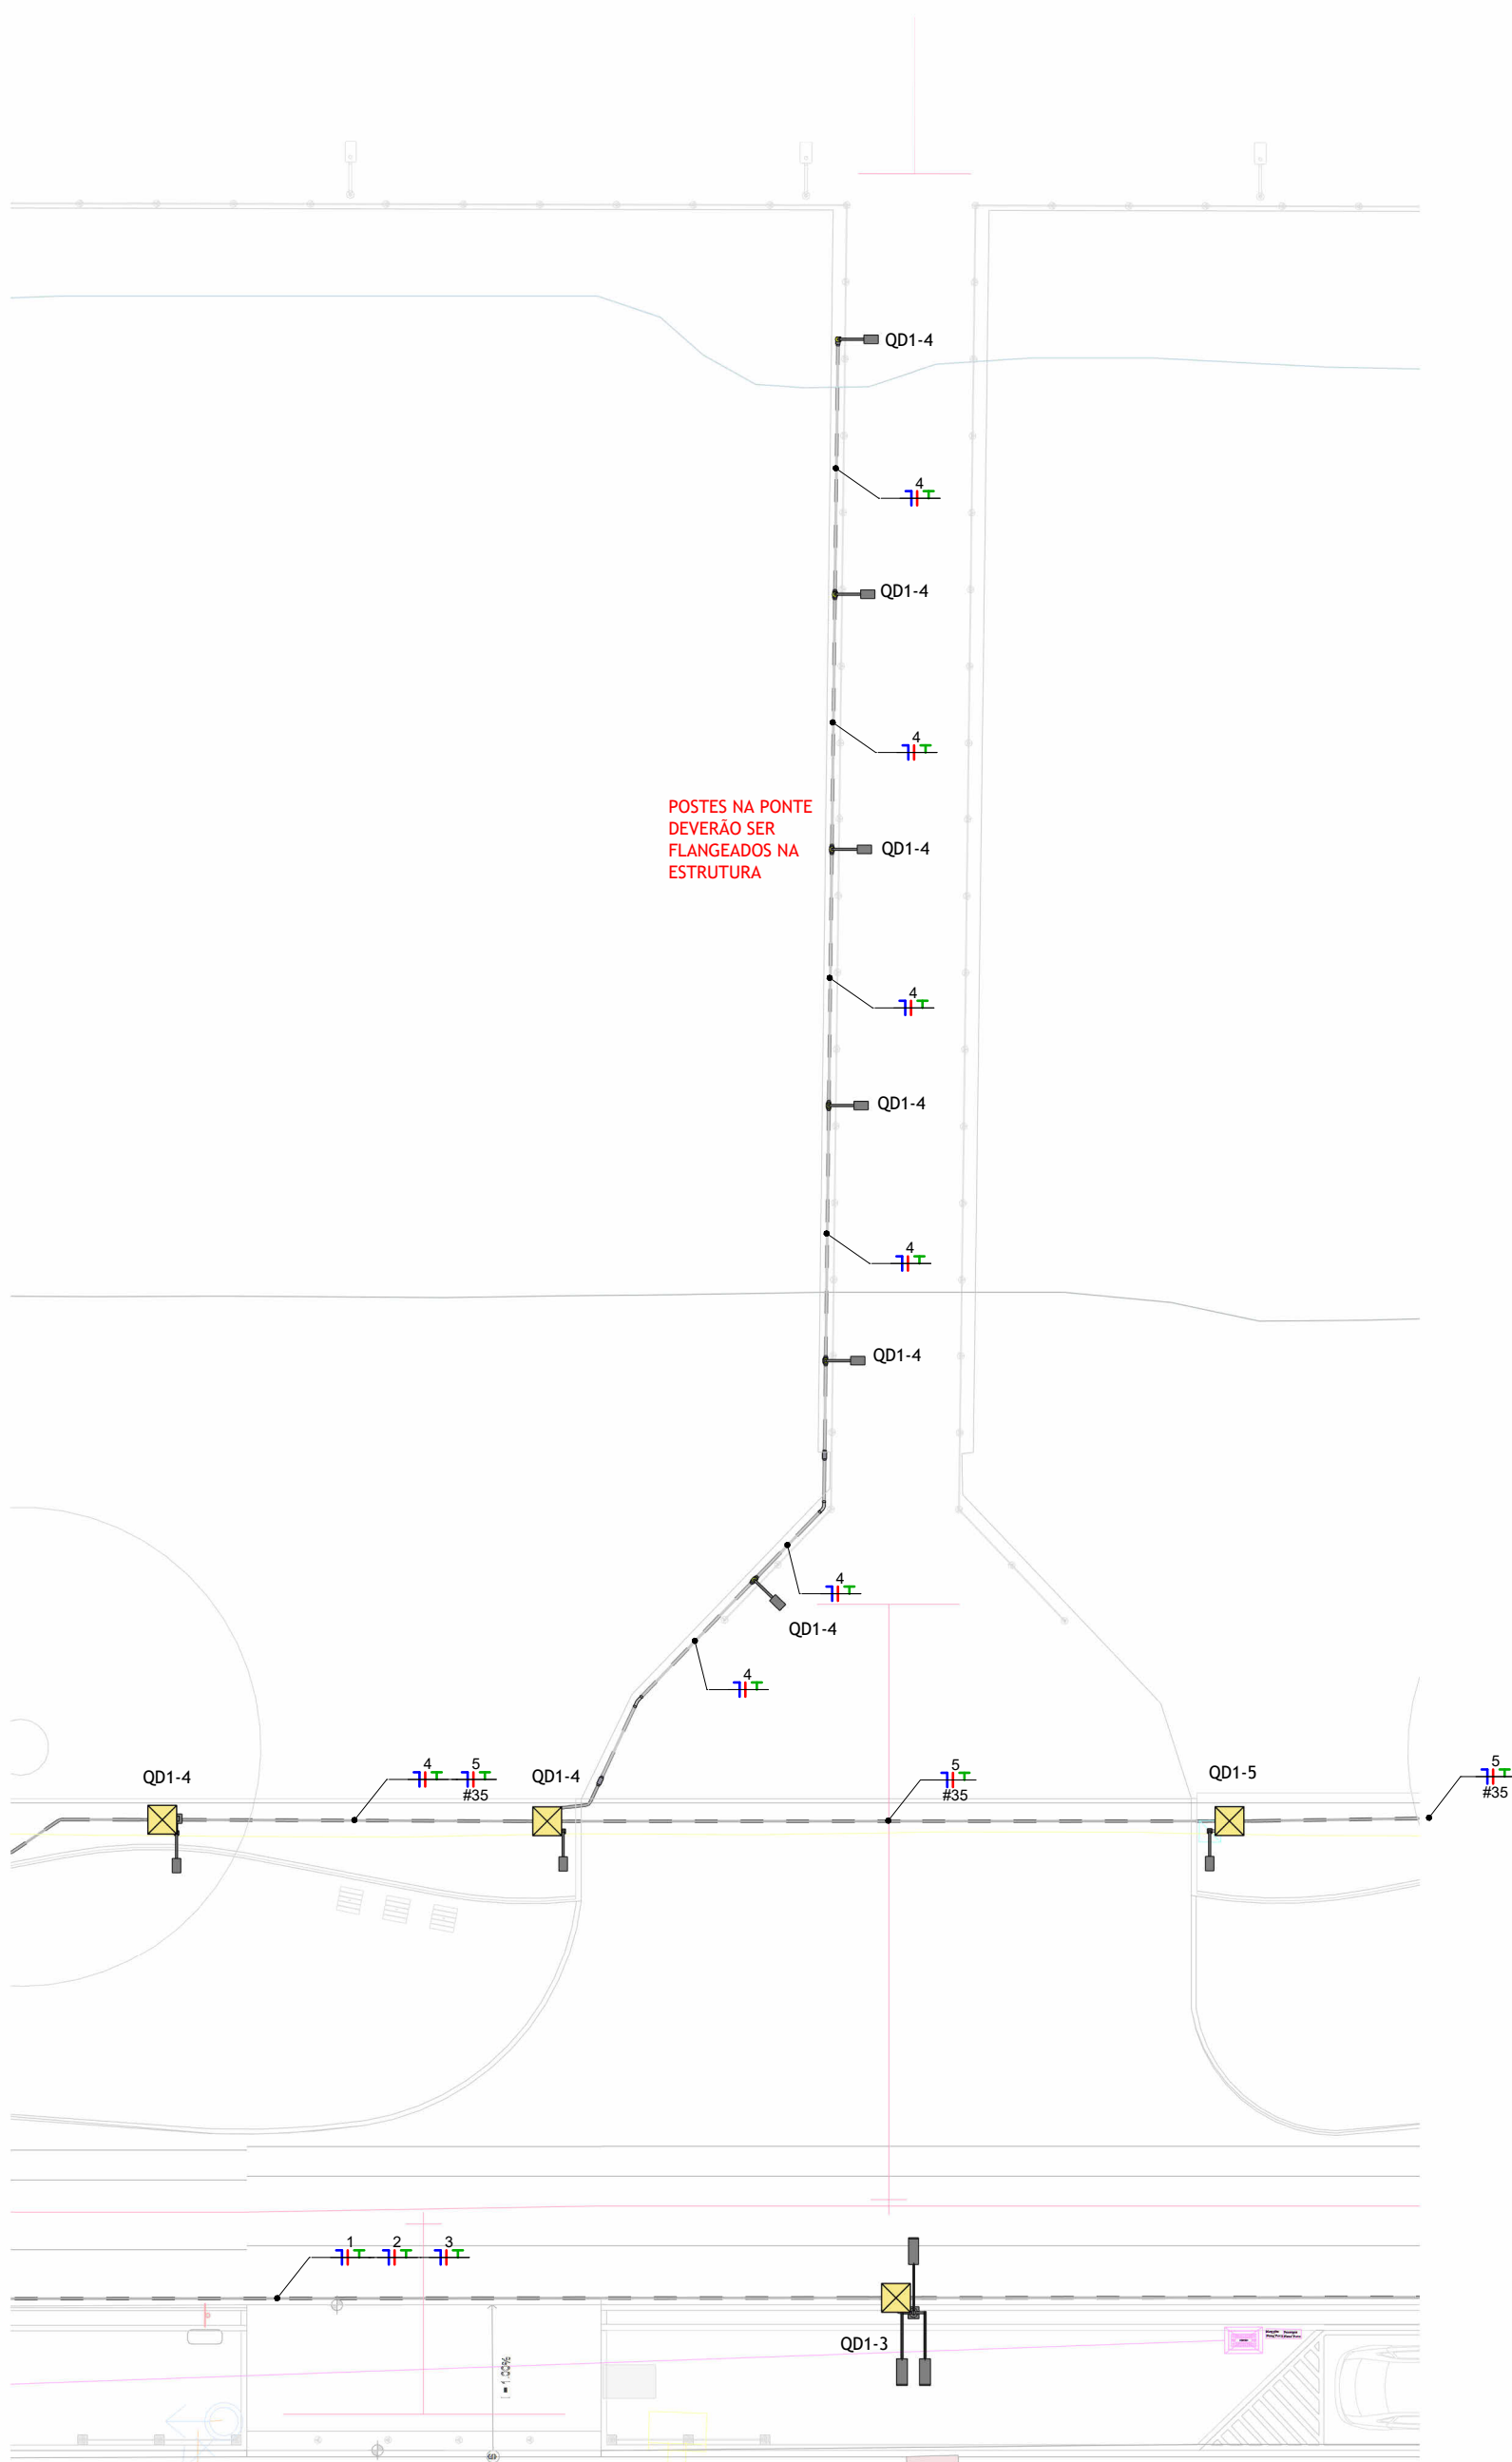 QD1-4
4
QD1-4
4
POSTES NA PONTE
DEVERÃO SER
FLANGEADOS NA
ESTRUTURA
QD1-4
4
QD1-4
4
QD1-4
4
QD1-4
4
QD1-4
4 5
#35
QD1-4
5
#35
QD1-5
5
#35
1 2 3
QD1-3
i = 1.00%